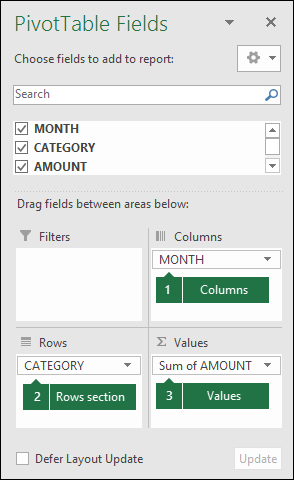 PivotTable Fields
Choose fields to add to report:
Search
MONTH
CATEGORY
AMOUNT
Drag fields between areas below:
Filters
Columns
MONTH
1 Columns
Rows
Values
CATEGORY
Sum of AMOUNT
2 Rows section
3 Values
Defer Layout Update
Update